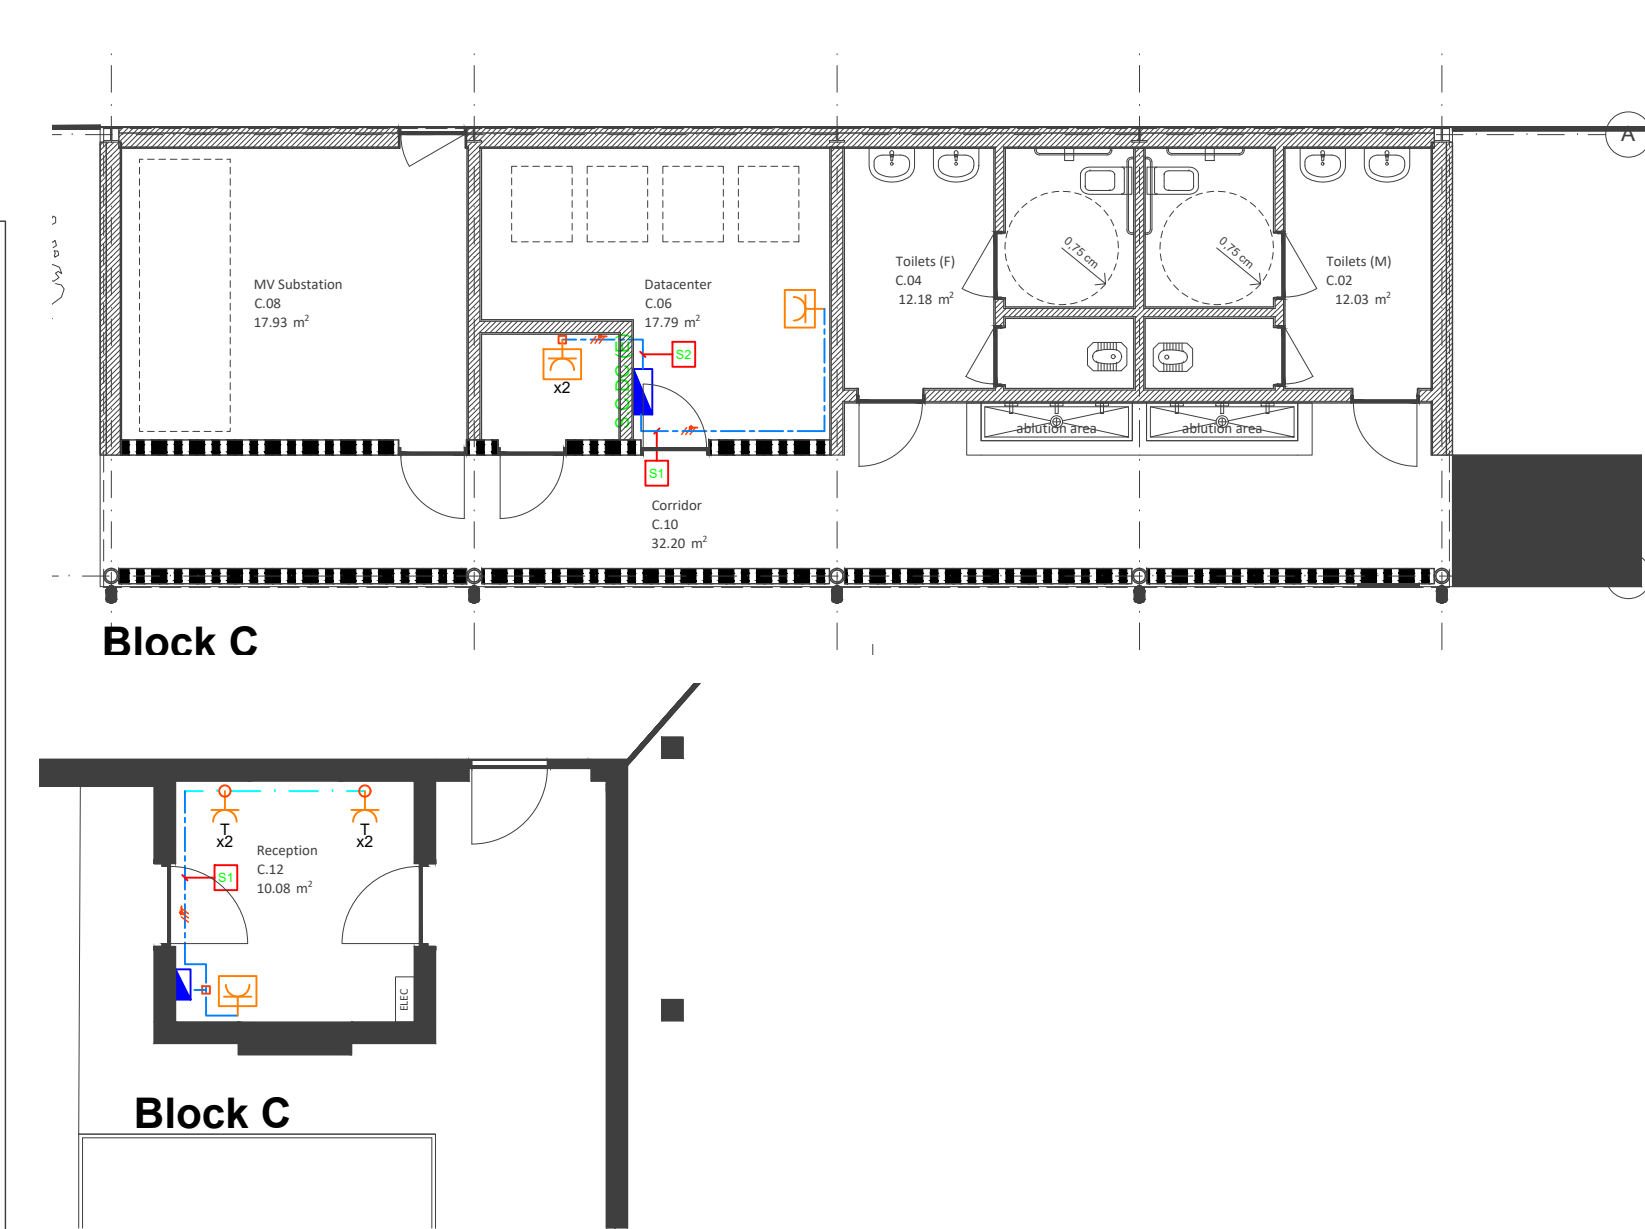 A
MV Substation
C.08
17.93 m²
Datacenter
C.06
17.79 m²
Toilets (F)
C.04
12.18 m²
0,75 cm
0,75 cm
Toilets (M)
C.02
12.03 m²
x2
S2
ablution area
ablution area
S1
Corridor
C.10
32.20 m²
Block C
T
x2
T
x2
Reception
C.12
10.08 m²
S1
ELEC
Block C